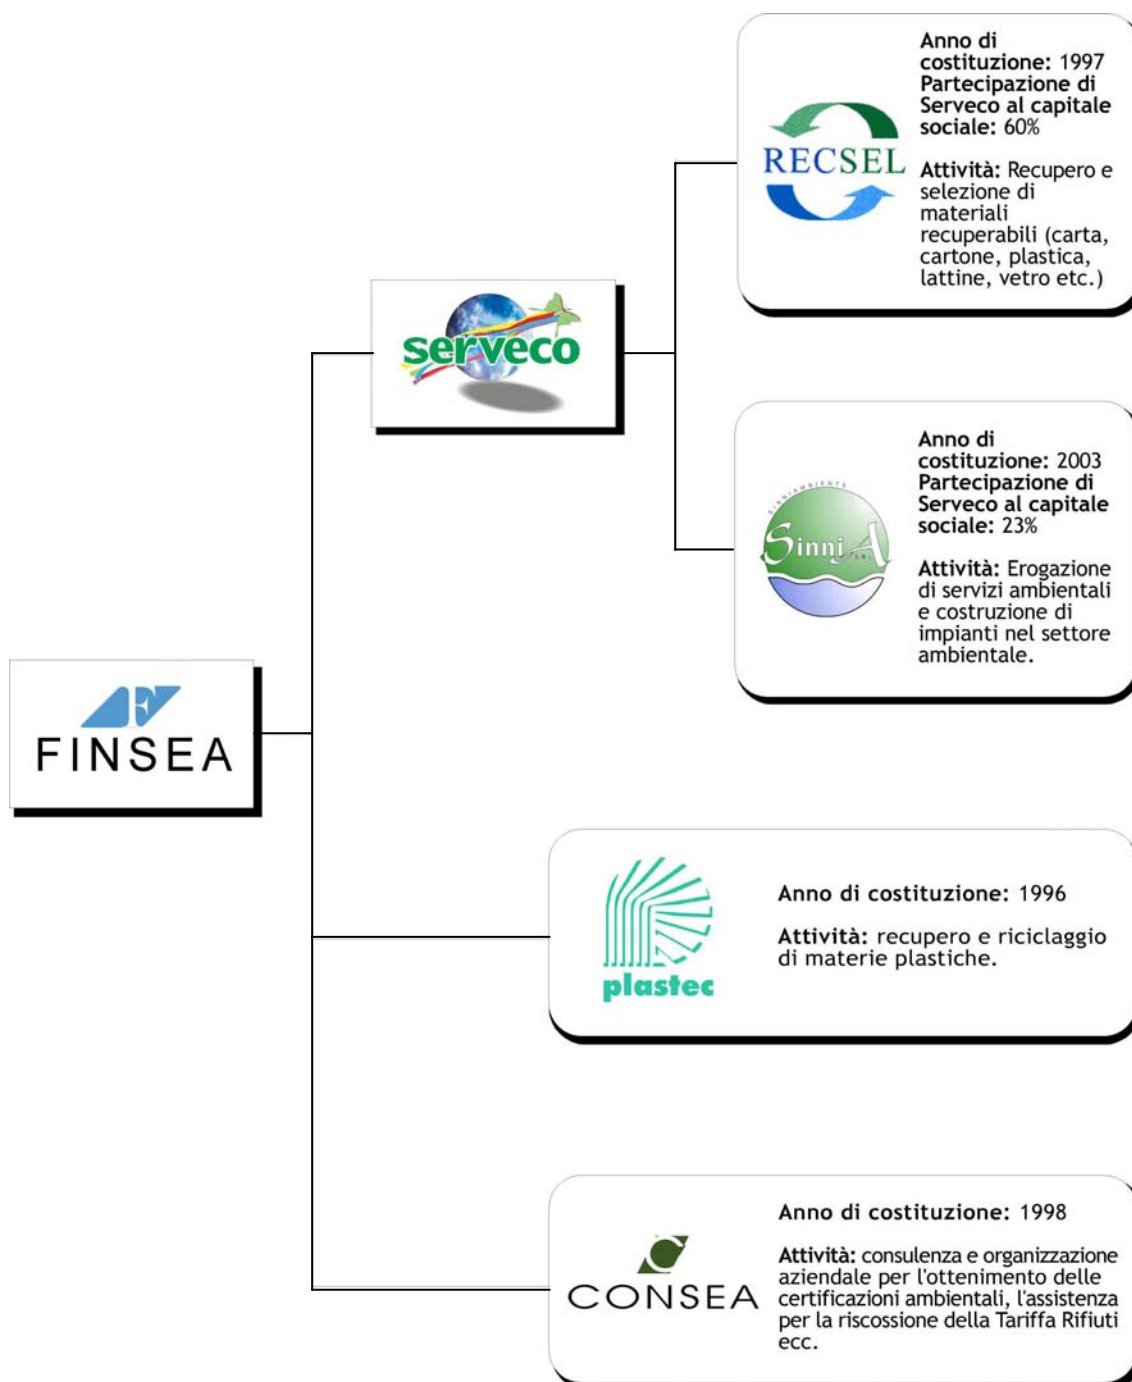 Anno di
costituzione: 1997
Partecipazione di
Serveco al capitale
sociale: 60%
RECSEL
Attività: Recupero e
selezione di
materiali
recuperabili (carta,
cartone, plastica,
lattine, vetro etc.)
serveco
Anno di
costituzione: 2003
Partecipazione di
Serveco al capitale
sociale: 23%
SINNIAMBIENTE
SinniA
SRL
Attività: Erogazione
di servizi ambientali
e costruzione di
impianti nel settore
ambientale.
F
FINSEA
plastec
Anno di costituzione: 1996
Attività: recupero e riciclaggio
di materie plastiche.
C
CONSEA
Anno di costituzione: 1998
Attività: consulenza e organizzazione
aziendale per l'ottenimento delle
certificazioni ambientali, l'assistenza
per la riscossione della Tariffa Rifiuti
ecc.